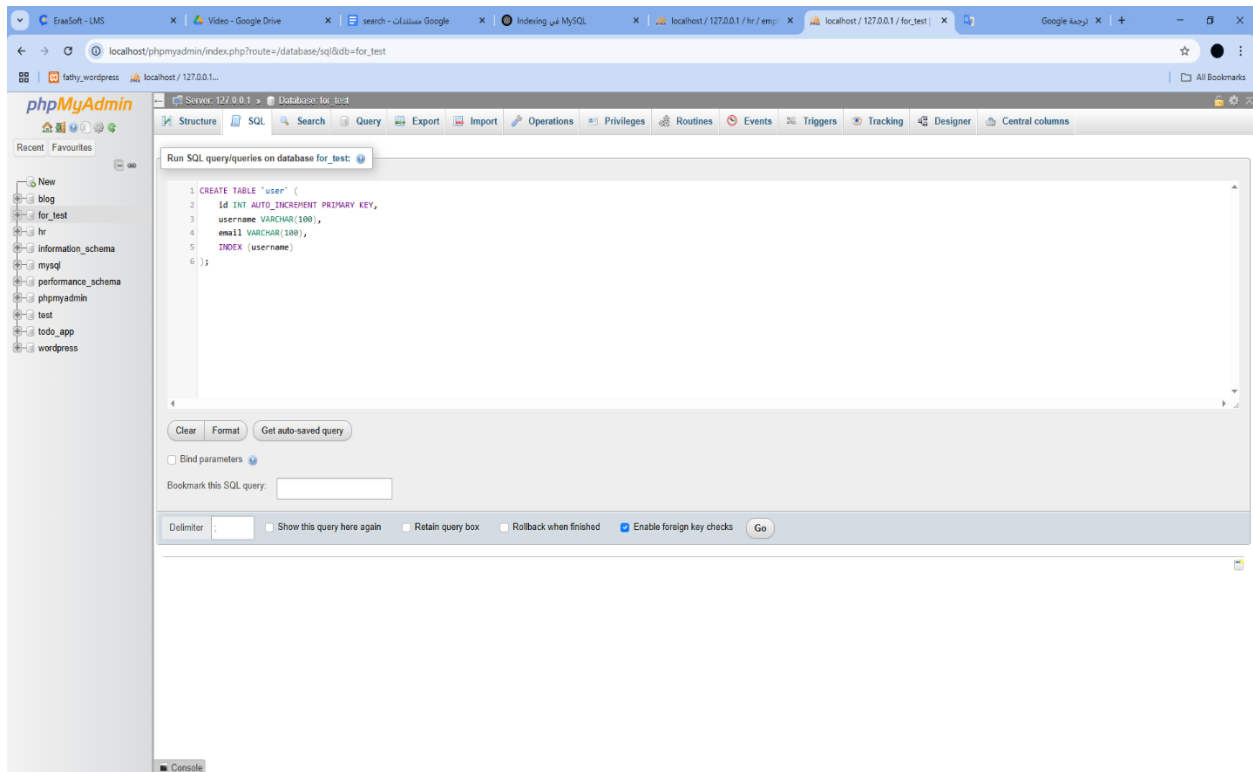 EraaSoft - LMS
Video - Google Drive
search - مستندات Google
Indexing في MySQL
localhost / 127.0.0.1 / hr / emp
localhost / 127.0.0.1 / for_test |
ترجمة Google
localhost/phpmyadmin/index.php?route=/database/sql&db=for_test
fathy_wordpress
localhost / 127.0.0.1...
All Bookmarks
phpMyAdmin
Server: 127.0.0.1 » Database: for_test
Structure SQL Search Query Export Import Operations Privileges Routines Events Triggers Tracking Designer Central columns
Recent Favourites
New
blog
for_test
hr
information_schema
mysql
performance_schema
phpmyadmin
test
todo_app
wordpress
Run SQL query/queries on database for_test:
1 CREATE TABLE `user` (
2 id INT AUTO_INCREMENT PRIMARY KEY,
3 username VARCHAR(100),
4 email VARCHAR(100),
5 INDEX (username)
6 );
Clear Format Get auto-saved query
Bind parameters
Bookmark this SQL query:
Delimiter ; Show this query here again Retain query box Rollback when finished Enable foreign key checks Go
Console